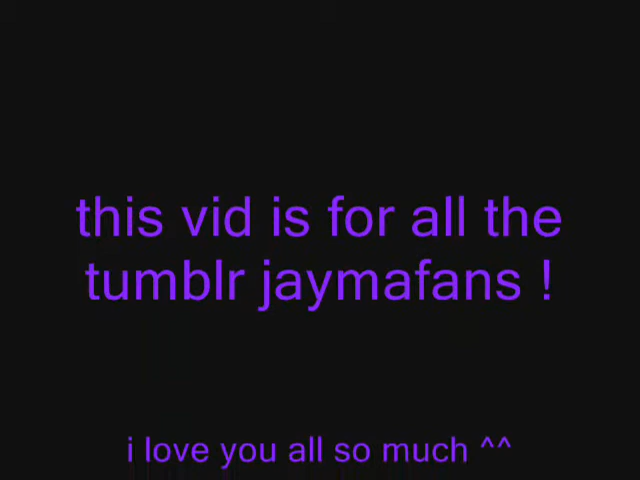 this vid is for all the
tumblr jaymafans !
i love you all so much ^^